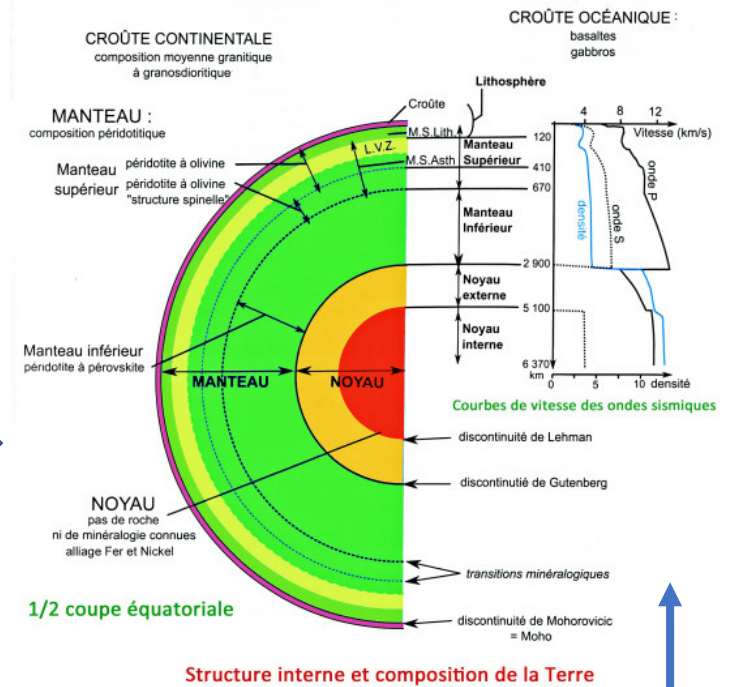 CROÛTE OCÉANIQUE :
basaltes
gabbros
CROÛTE CONTINENTALE
composition moyenne granitique
à granosdioritique
Lithosphère
Croûte
4 8 12
Vitesse (km/s)
MANTEAU :
composition péridotitique
M.S.Lith.
L.V.Z.
M.S.Asth
Manteau
Supérieur
120
410
670
Manteau
supérieur
péridotite à olivine
péridotite à olivine
"structure spinelle"
onde P
onde S
densité
Manteau
Inférieur
2 900
Noyau
externe
5 100
Noyau
interne
6 370
km
0 5 10 densité
Manteau inférieur
péridotite à pérovskite
MANTEAU
NOYAU
Courbes de vitesse des ondes sismiques
discontinuité de Lehman
discontinutié de Gutenberg
NOYAU
pas de roche
ni de minéralogie connues
alliage Fer et Nickel
transitions minéralogiques
1/2 coupe équatoriale
discontinuité de Mohorovicic
= Moho
Structure interne et composition de la Terre